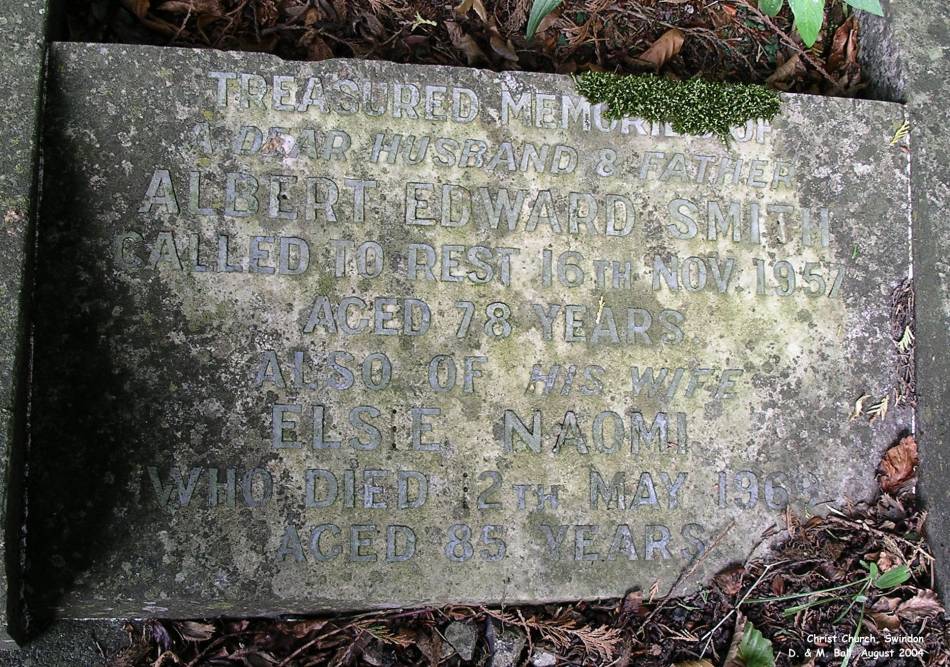 TREASURED MEMORIES OF
A DEAR HUSBAND & FATHER
ALBERT EDWARD SMITH
CALLED TO REST 16TH NOV. 1957
AGED 78 YEARS
ALSO OF HIS WIFE
ELSIE NAOMI
WHO DIED 12TH MAY
AGED 85 YEARS
Christ Church, Swindon
D. & M. Ball, August 2004